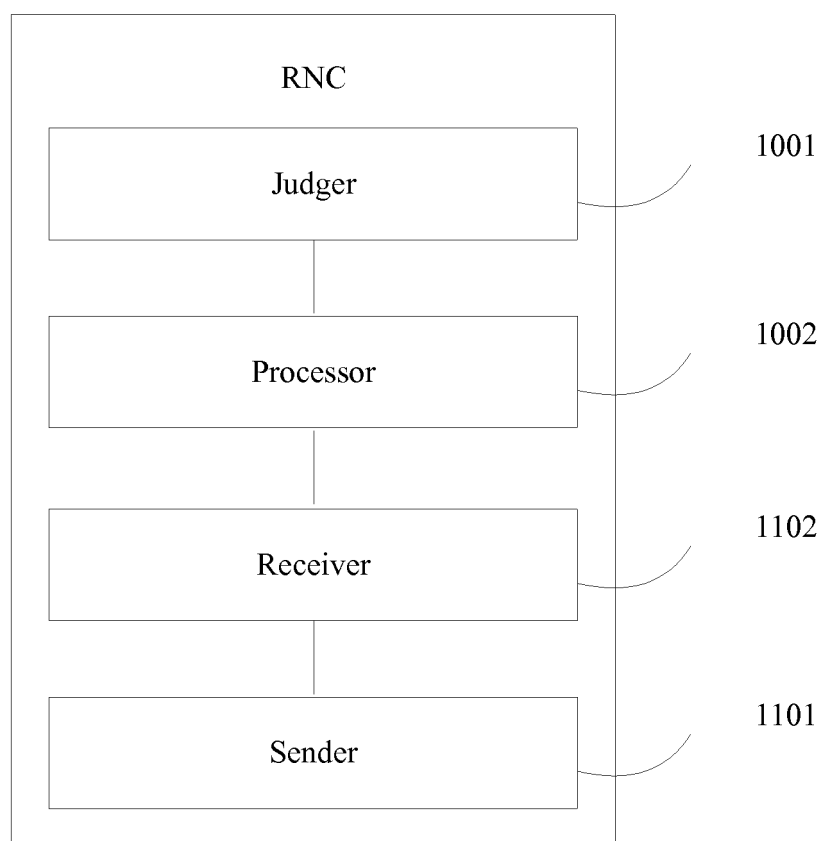 RNC
Judger
1001
Processor
1002
Receiver
1102
Sender
1101